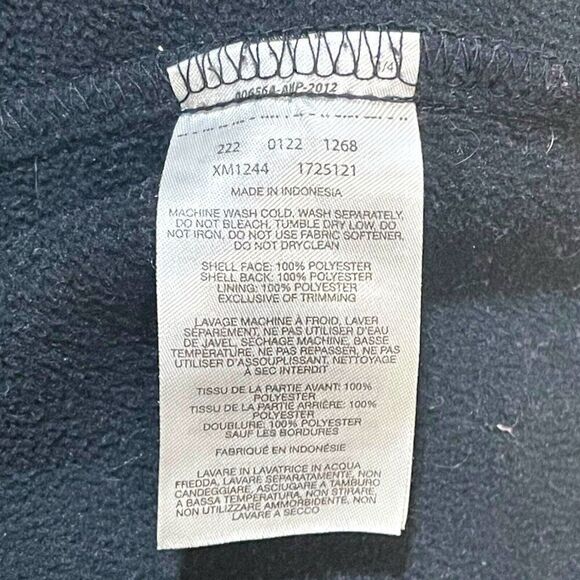 1/4
222 0122 1268
XM1244 1725121
MADE IN INDONESIA
MACHINE WASH COLD, WASH SEPARATELY,
DO NOT BLEACH, TUMBLE DRY LOW, DO
NOT IRON, DO NOT USE FABRIC SOFTENER,
DO NOT DRYCLEAN
SHELL FACE: 100% POLYESTER
SHELL BACK: 100% POLYESTER
LINING: 100% POLYESTER
EXCLUSIVE OF TRIMMING
LAVAGE MACHINE À FROID, LAVER
SÉPAREMENT, NE PAS UTILISER D'EAU
DE JAVEL, SECHAGE MACHINE, BASSE
TEMPÉRATURE, NE PAS REPASSER, NE PAS
UTILISER D'ASSOUPLISSANT, NETTOYAGE
À SEC INTERDIT
TISSU DE LA PARTIE AVANT: 100%
POLYESTER
TISSU DE LA PARTIE ARRIÈRE: 100%
POLYESTER
DOUBLURE: 100% POLYESTER
SAUF LES BORDURES
FABRIQUÉ EN INDONÉSIE
LAVARE IN LAVATRICE IN ACQUA
FREDDA, LAVARE SEPARATAMENTE, NON
CANDEGGIARE, ASCIUGARE A TAMBURO
A BASSA TEMPERATURA, NON STIRARE,
NON UTILIZZARE AMMORBIDENTE, NON
LAVARE A SECCO